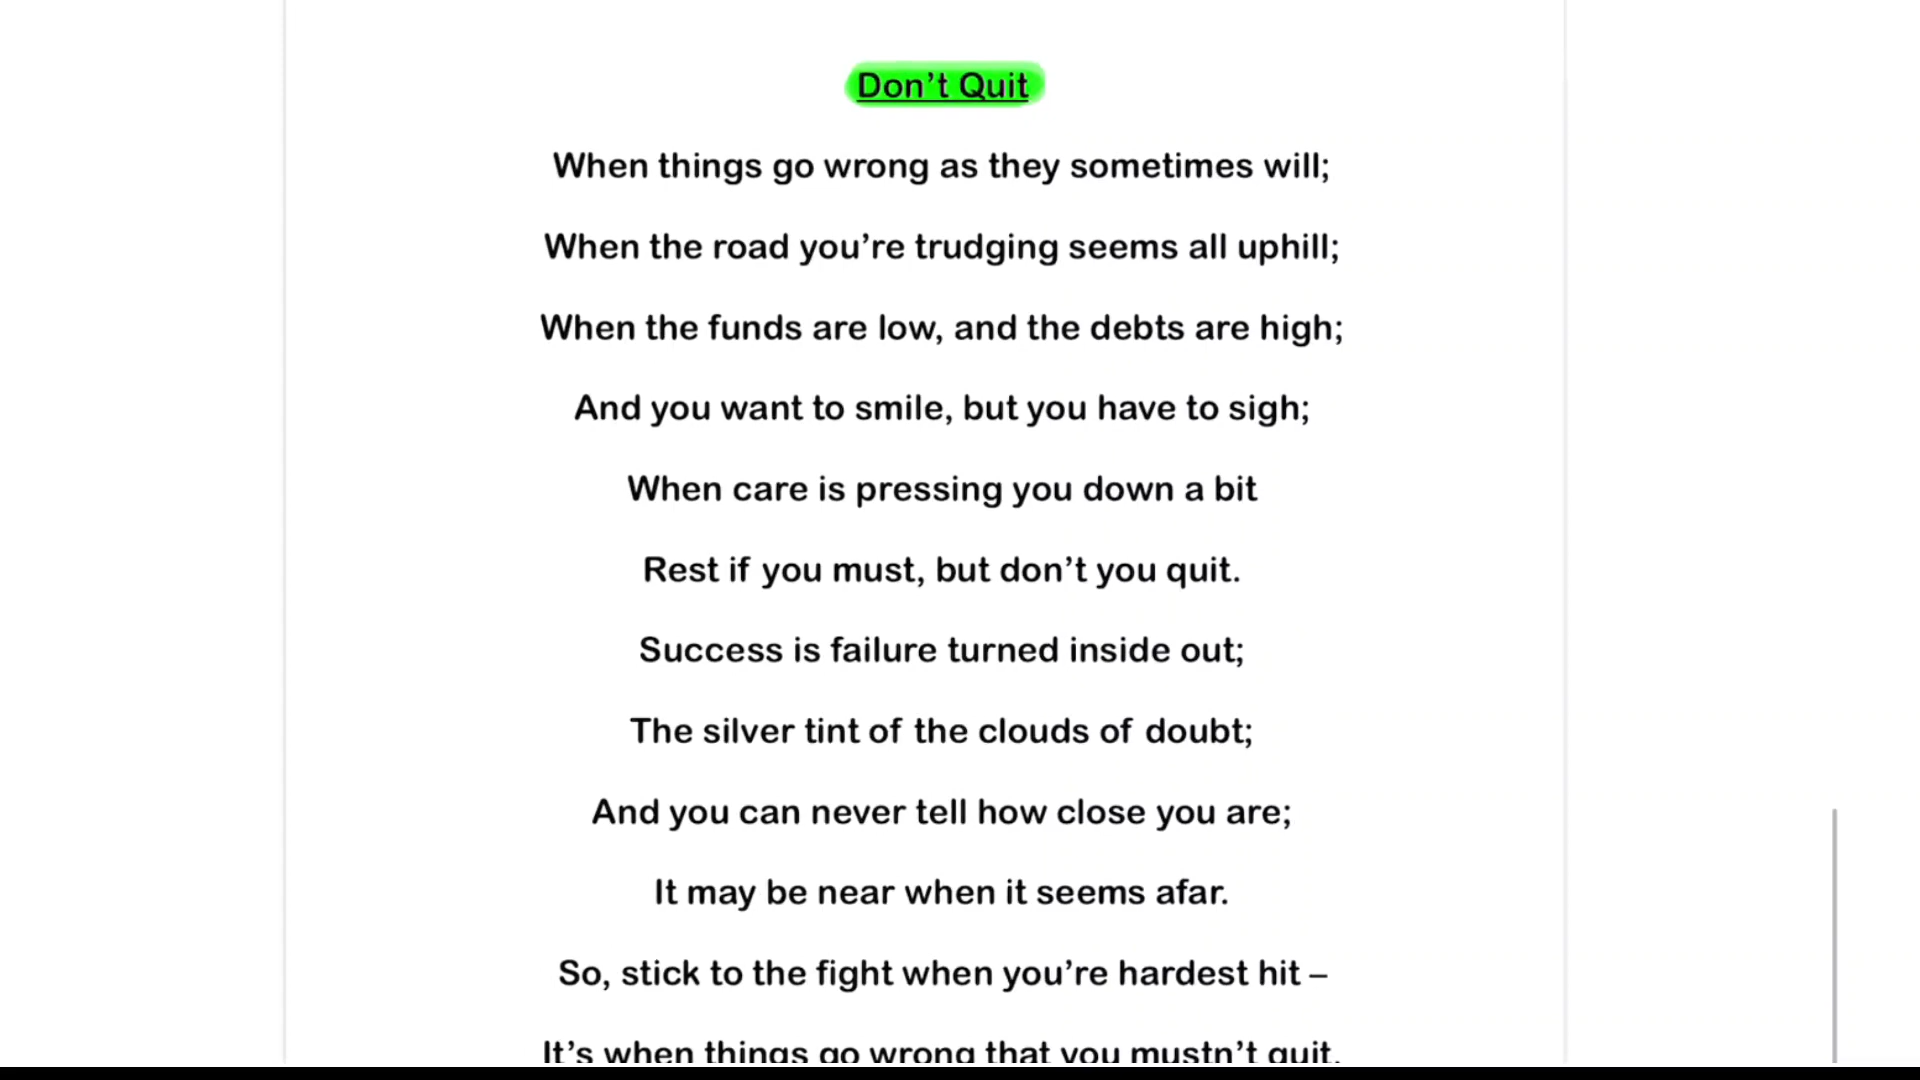 Don’t Quit
When things go wrong as they sometimes will;
When the road you’re trudging seems all uphill;
When the funds are low, and the debts are high;
And you want to smile, but you have to sigh;
When care is pressing you down a bit
Rest if you must, but don’t you quit.
Success is failure turned inside out;
The silver tint of the clouds of doubt;
And you can never tell how close you are;
It may be near when it seems afar.
So, stick to the fight when you’re hardest hit –
It’s when things go wrong that you mustn’t quit.